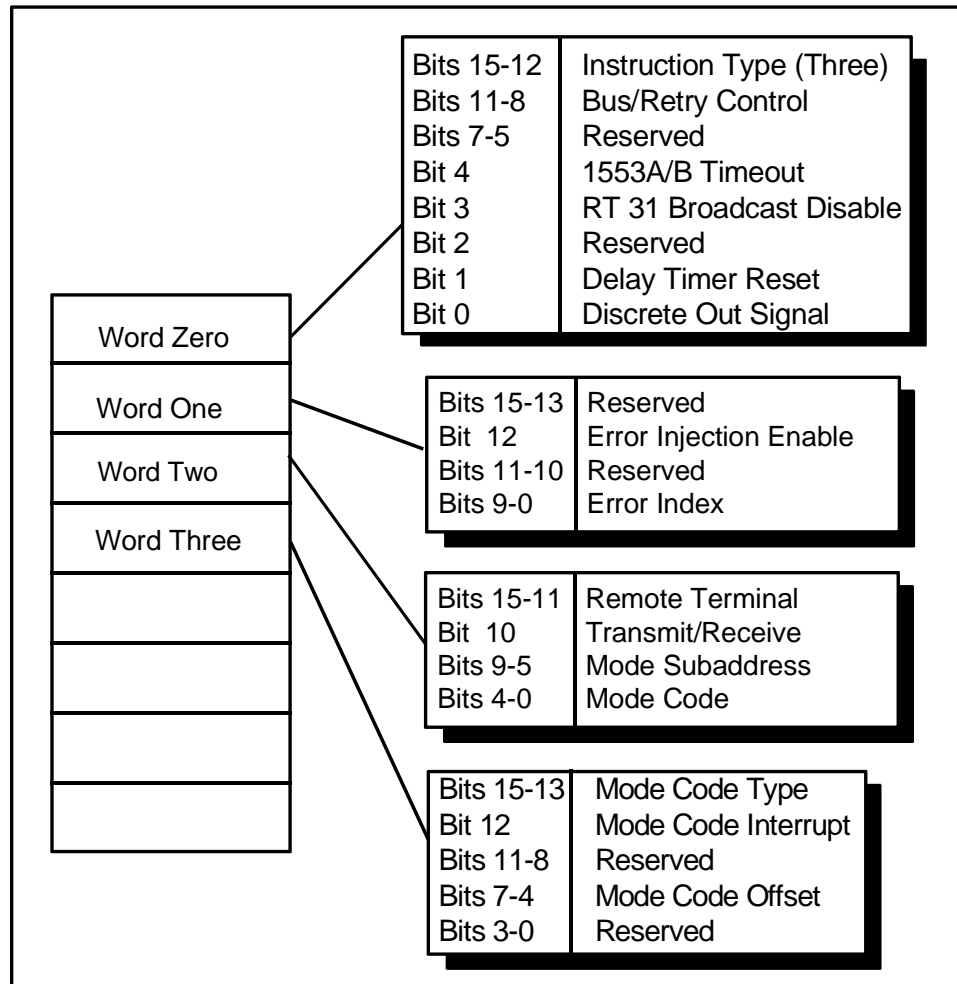 Bits 15-12 Instruction Type (Three)
Bits 11-8 Bus/Retry Control
Bits 7-5 Reserved
Bit 4 1553A/B Timeout
Bit 3 RT 31 Broadcast Disable
Bit 2 Reserved
Bit 1 Delay Timer Reset
Bit 0 Discrete Out Signal
Word Zero
Word One
Word Two
Word Three
Bits 15-13 Reserved
Bit 12 Error Injection Enable
Bits 11-10 Reserved
Bits 9-0 Error Index
Bits 15-11 Remote Terminal
Bit 10 Transmit/Receive
Bits 9-5 Mode Subaddress
Bits 4-0 Mode Code
Bits 15-13 Mode Code Type
Bit 12 Mode Code Interrupt
Bits 11-8 Reserved
Bits 7-4 Mode Code Offset
Bits 3-0 Reserved